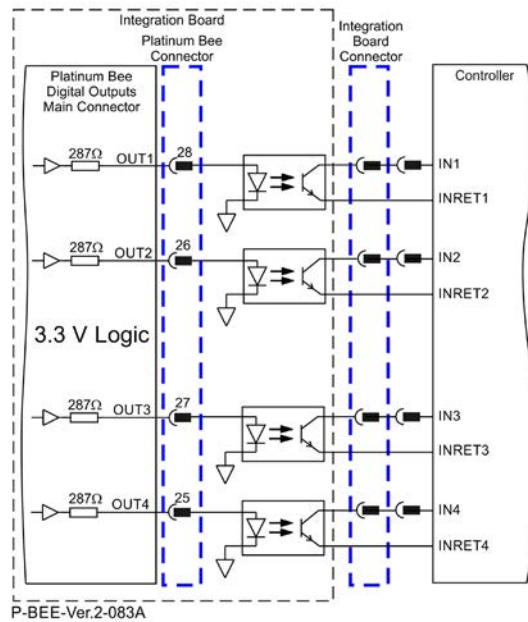 Integration Board
Platinum Bee
Connector
Integration
Board
Connector
Platinum Bee
Digital Outputs
Main Connector
Controller
287Ω
OUT1
28
IN1
INRET1
287Ω
OUT2
26
IN2
INRET2
3.3 V Logic
287Ω
OUT3
27
IN3
INRET3
287Ω
OUT4
25
IN4
INRET4
P-BEE-Ver.2-083A